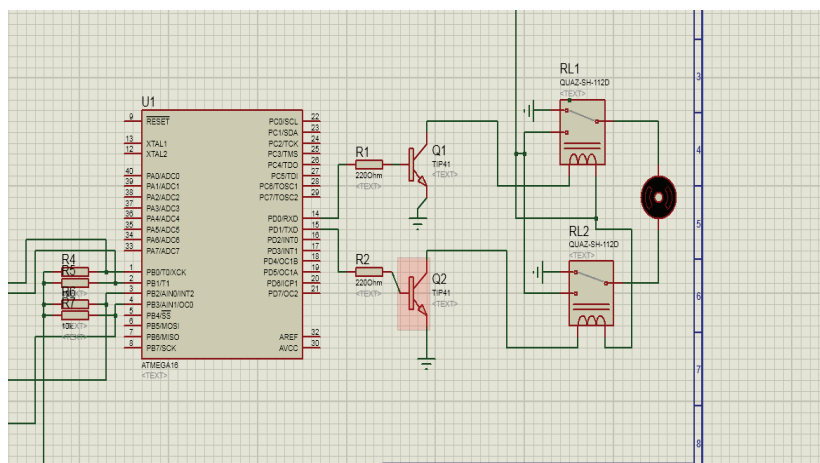 U1
9 RESET PC0/SCL 22
PC1/SDA 23
13 XTAL1 PC2/TCK 24
12 XTAL2 PC3/TMS 25
PC4/TDO 26
40 PA0/ADC0 PC5/TDI 27
39 PA1/ADC1 PC6/TOSC1 28
38 PA2/ADC2 PC7/TOSC2 29
37 PA3/ADC3
36 PA4/ADC4 PD0/RXD 14
35 PA5/ADC5 PD1/TXD 15
34 PA6/ADC6 PD2/INT0 16
33 PA7/ADC7 PD3/INT1 17
PD4/OC1B 18
1 PB0/T0/XCK PD5/OC1A 19
2 PB1/T1 PD6/ICP1 20
3 PB2/AIN0/INT2 PD7/OC2 21
4 PB3/AIN1/OC0
5 PB4/SS
6 PB5/MOSI
7 PB6/MISO AREF 32
8 PB7/SCK AVCC 30
ATMEGA16
<TEXT>
R4
R5
R6
R7
10k
<TEXT>
<TEXT>
R1
220Ohm
<TEXT>
Q1
TIP41
<TEXT>
R2
220Ohm
<TEXT>
Q2
TIP41
<TEXT>
RL1
QUAZ-SH-112D
<TEXT>
RL2
QUAZ-SH-112D
<TEXT>
3
4
5
6
7
8